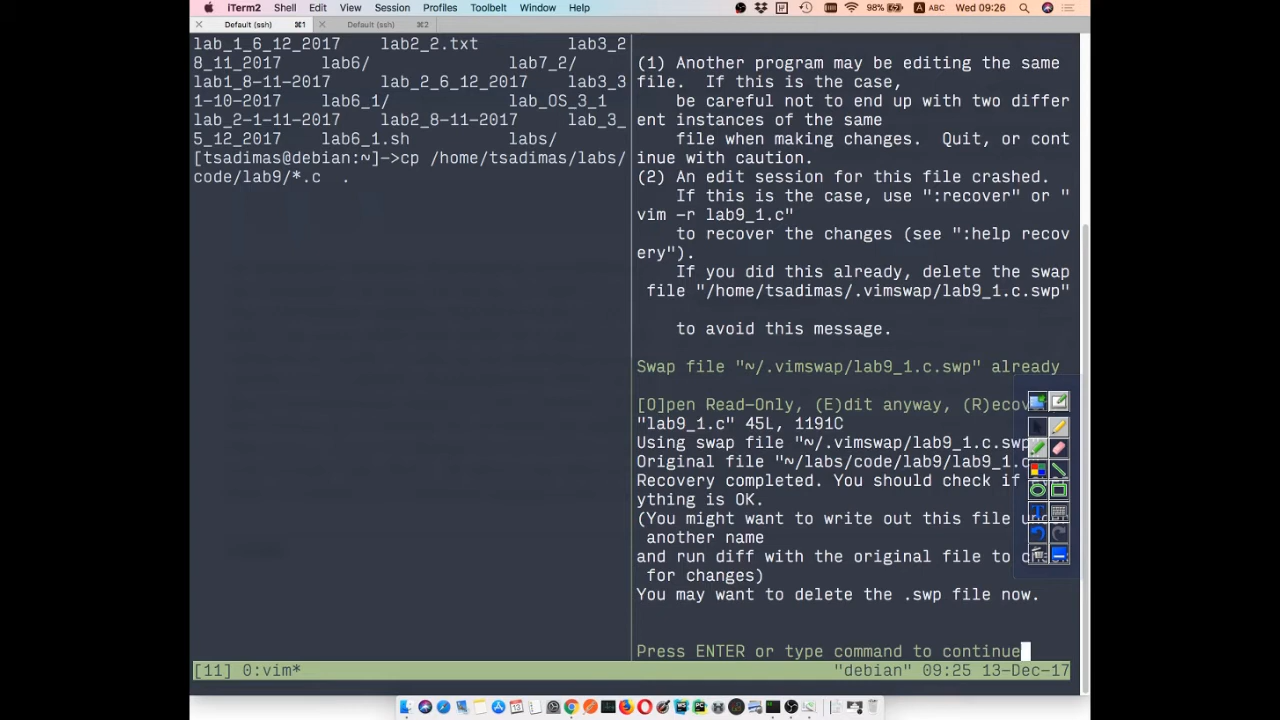 iTerm2 Shell Edit View Session Profiles Toolbelt Window Help 98% A ABC Wed 09:26
Default (ssh) ⌘1 Default (ssh) ⌘2
lab_1_6_12_2017 lab2_2.txt lab3_2
8_11_2017 lab6/ lab7_2/
lab1_8-11-2017 lab_2_6_12_2017 lab3_3
1-10-2017 lab6_1/ lab_OS_3_1
lab_2-1-11-2017 lab2_8-11-2017 lab_3_
5_12_2017 lab6_1.sh labs/
[tsadimas@debian:~]->cp /home/tsadimas/labs/
code/lab9/*.c .
(1) Another program may be editing the same
file. If this is the case,
be careful not to end up with two differ
ent instances of the same
file when making changes. Quit, or cont
inue with caution.
(2) An edit session for this file crashed.
If this is the case, use ":recover" or "
vim -r lab9_1.c"
to recover the changes (see ":help recov
ery").
If you did this already, delete the swap
file "/home/tsadimas/.vimswap/lab9_1.c.swp"
to avoid this message.
Swap file "~/.vimswap/lab9_1.c.swp" already
[O]pen Read-Only, (E)dit anyway, (R)ecov
"lab9_1.c" 45L, 1191C
Using swap file "~/.vimswap/lab9_1.c.swp
Original file "~/labs/code/lab9/lab9_1.c
Recovery completed. You should check if
ything is OK.
(You might want to write out this file
another name
and run diff with the original file to
for changes)
You may want to delete the .swp file now.
Press ENTER or type command to continue
[11] 0:vim* "debian" 09:25 13-Dec-17